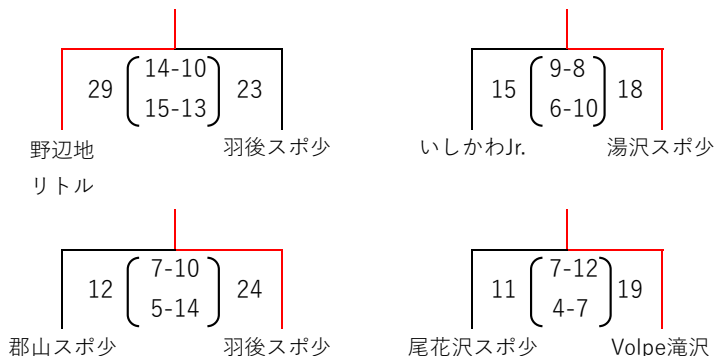 14-10
29 23
15-13
野辺地
リトル
羽後スポ少
9-8
15 18
6-10
いしかわJr.
湯沢スポ少
7-10
12 24
5-14
郡山スポ少
羽後スポ少
7-12
11 19
4-7
尾花沢スポ少
Volpe滝沢